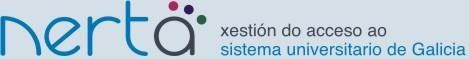 nerta
xestión do acceso ao
sistema universitario de Galicia